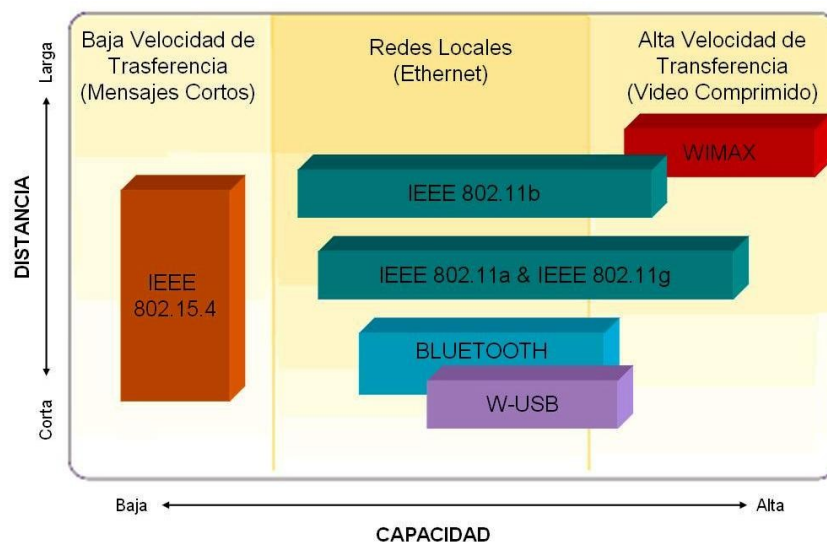 Baja Velocidad de
Trasferencia
(Mensajes Cortos)
Redes Locales
(Ethernet)
Alta Velocidad de
Transferencia
(Video Comprimido)
Larga
DISTANCIA
Corta
WIMAX
IEEE 802.11b
IEEE 802.11a & IEEE 802.11g
IEEE
802.15.4
BLUETOOTH
W-USB
Baja
Alta
CAPACIDAD